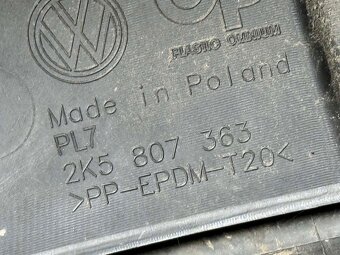 PLASTIC OMNIUM
Made in Poland
PL7
2K5 807 363
>PP-EPDM-T20<